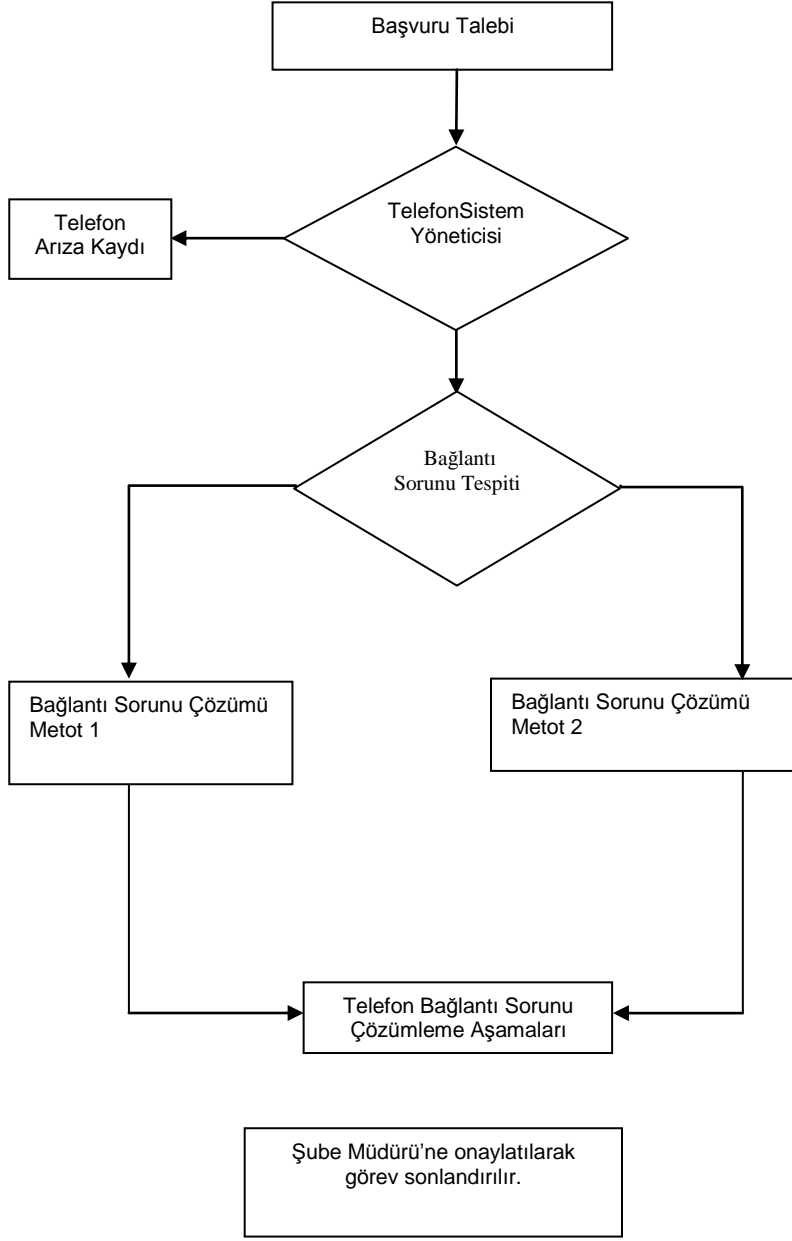 Başvuru Talebi
TelefonSistem
Yöneticisi
Telefon
Arıza Kaydı
Bağlantı
Sorunu Tespiti
Bağlantı Sorunu Çözümü
Metot 1
Bağlantı Sorunu Çözümü
Metot 2
Telefon Bağlantı Sorunu
Çözümleme Aşamaları
Şube Müdürü’ne onaylatılarak
görev sonlandırılır.